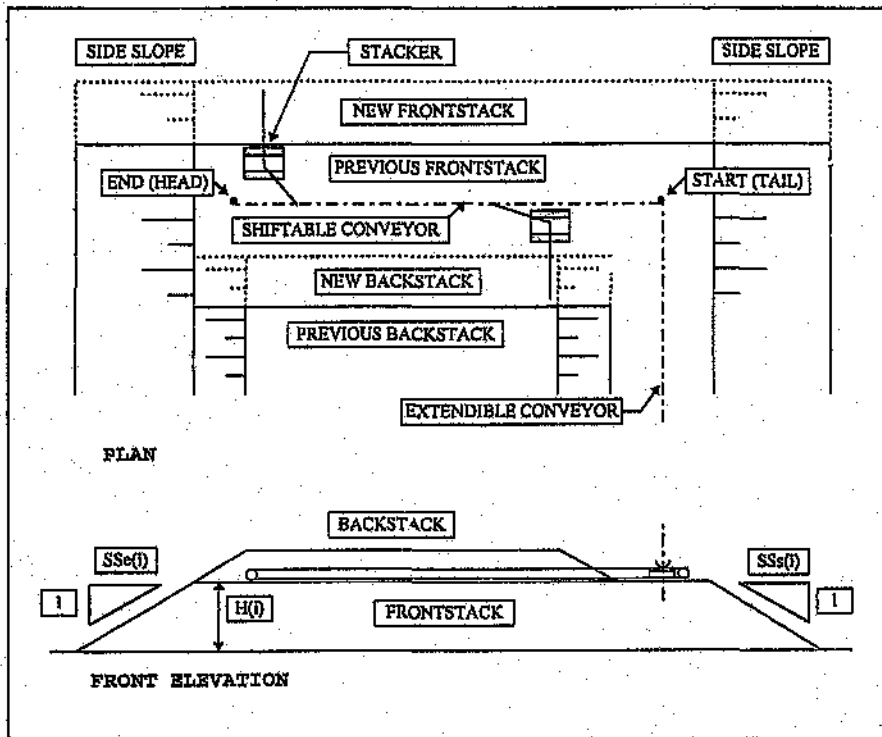 SIDE SLOPE
STACKER
SIDE SLOPE
NEW FRONTSTACK
PREVIOUS FRONTSTACK
END (HEAD)
START (TAIL)
SHIFTABLE CONVEYOR
NEW BACKSTACK
PREVIOUS BACKSTACK
EXTENDIBLE CONVEYOR
PLAN
BACKSTACK
SSe(i)
SSs(i)
1
H(i)
FRONTSTACK
1
FRONT ELEVATION